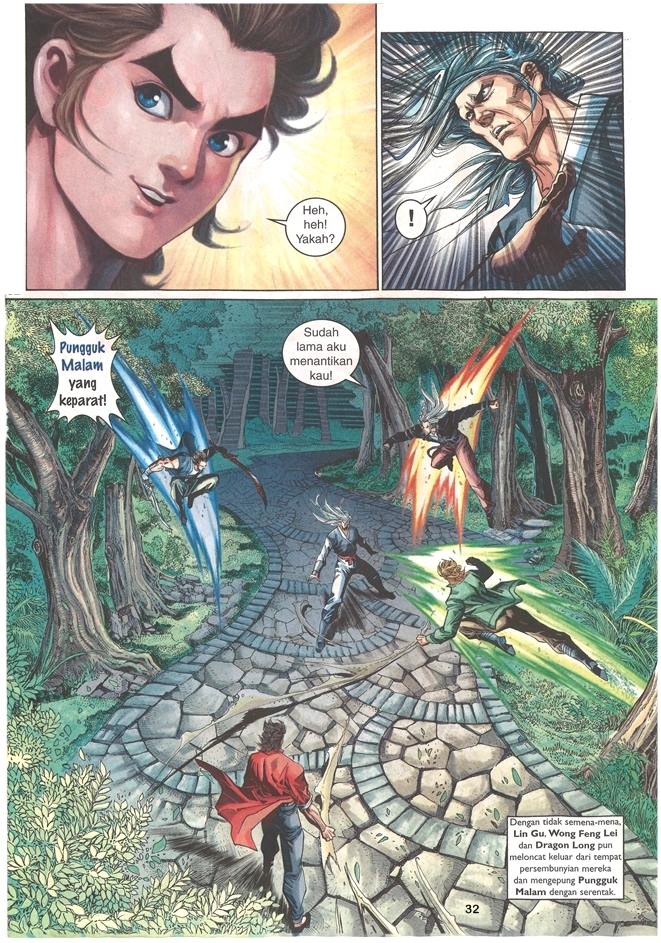 Heh,
heh!
Yakah?
!
Pungguk
Malam
yang
keparat!
Sudah
lama aku
menantikan
kau!
Dengan tidak semena-mena,
Lin Gu, Wong Feng Lei
dan Dragon Long pun
meloncat keluar dari tempat
persembunyian mereka
dan mengepung Pungguk
Malam dengan serentak.
32